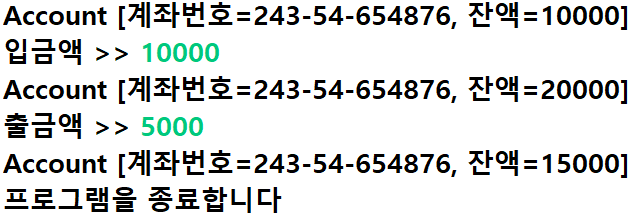 Account [계좌번호=243-54-654876, 잔액=10000]
입금액 >> 10000
Account [계좌번호=243-54-654876, 잔액=20000]
출금액 >> 5000
Account [계좌번호=243-54-654876, 잔액=15000]
프로그램을 종료합니다